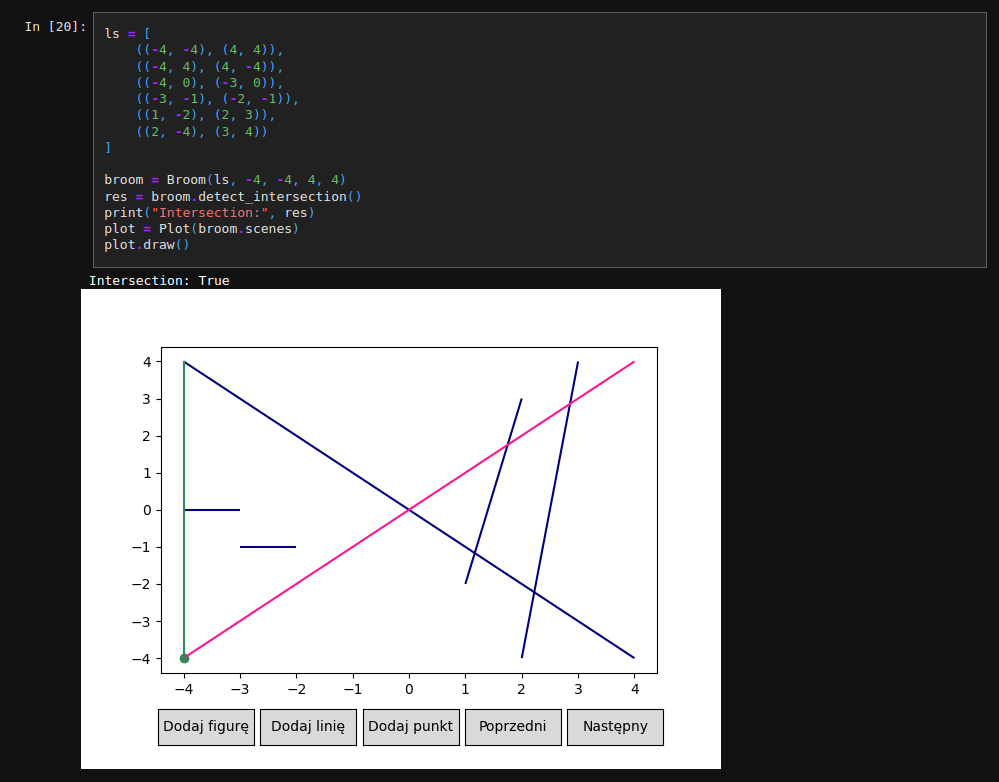 In [20]:
ls = [
((-4, -4), (4, 4)),
((-4, 4), (4, -4)),
((-4, 0), (-3, 0)),
((-3, -1), (-2, -1)),
((1, -2), (2, 3)),
((2, -4), (3, 4))
]
broom = Broom(ls, -4, -4, 4, 4)
res = broom.detect_intersection()
print("Intersection:", res)
plot = Plot(broom.scenes)
plot.draw()
Intersection: True
4
3
2
1
0
−1
−2
−3
−4
−4 −3 −2 −1 0 1 2 3 4
Dodaj figurę Dodaj linię Dodaj punkt Poprzedni Następny